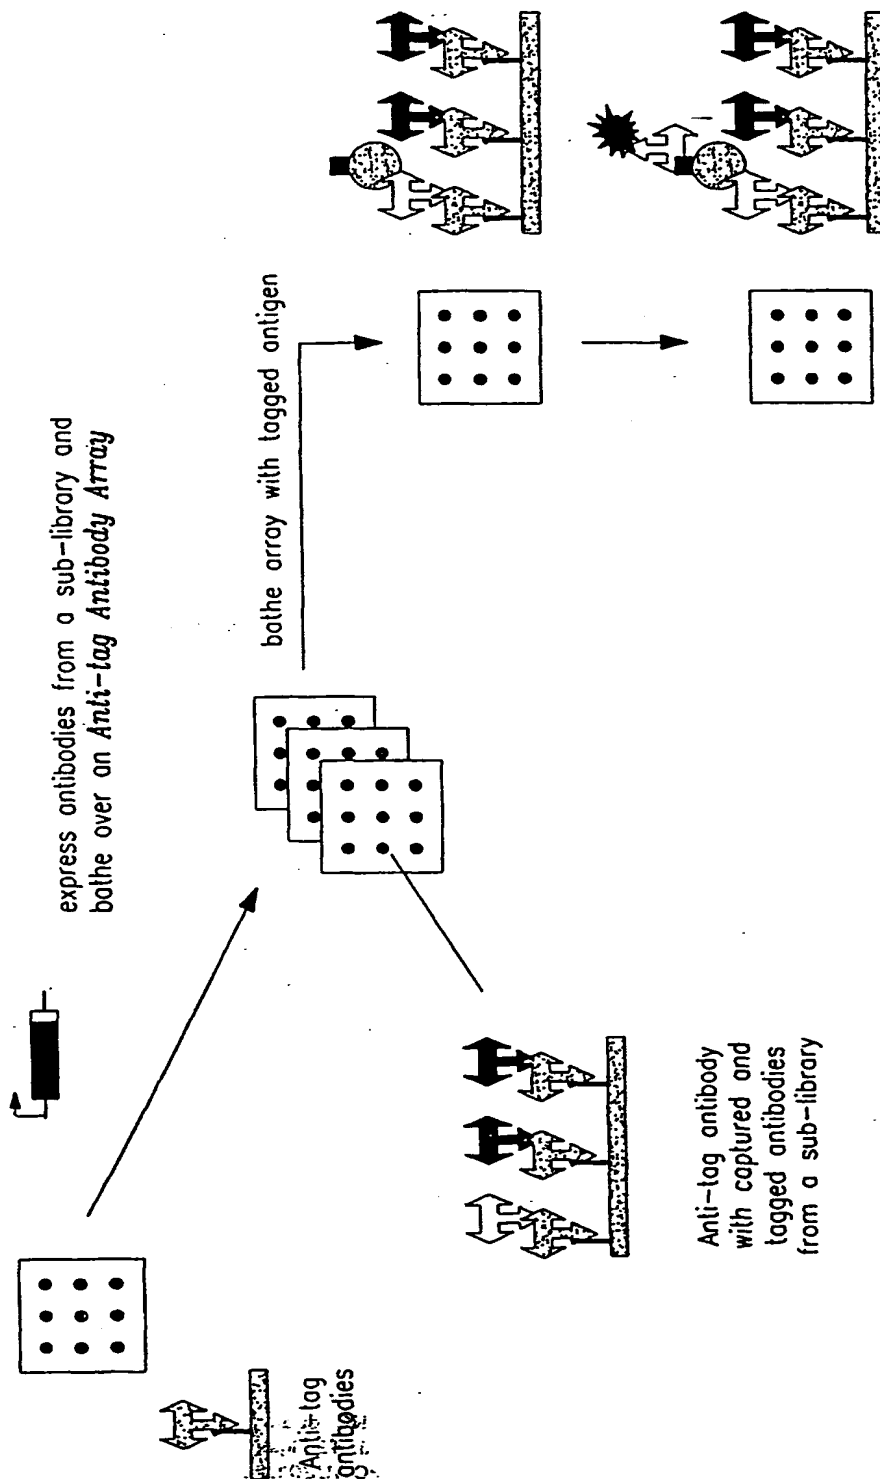 express antibodies from a sub-library and
bathe over an Anti-tag Antibody Array
bathe array with tagged antigen
Anti-tag
antibodies
Anti-tag antibody
with captured and
tagged antibodies
from a sub-library